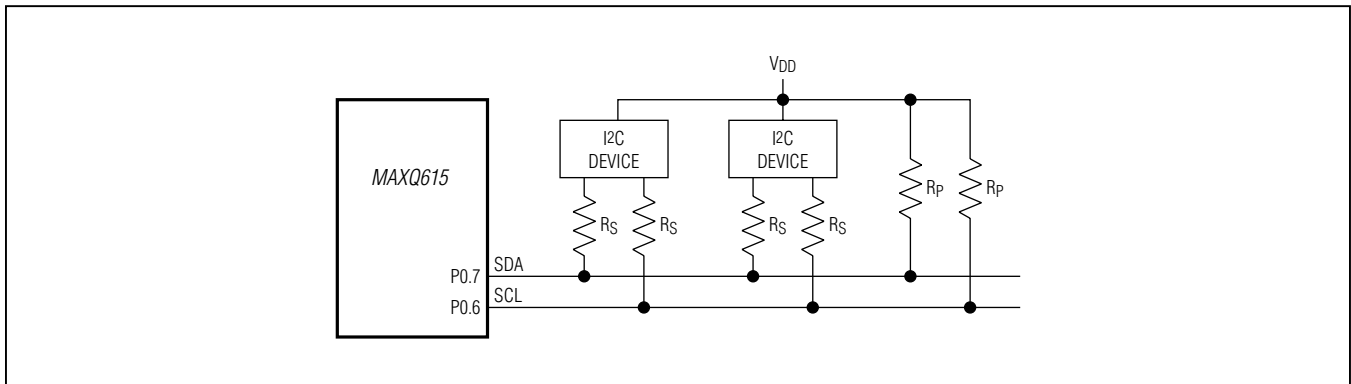 VDD
I2C
DEVICE
I2C
DEVICE
MAXQ615
RP
RP
RS
RS
RS
RS
P0.7
SDA
P0.6
SCL